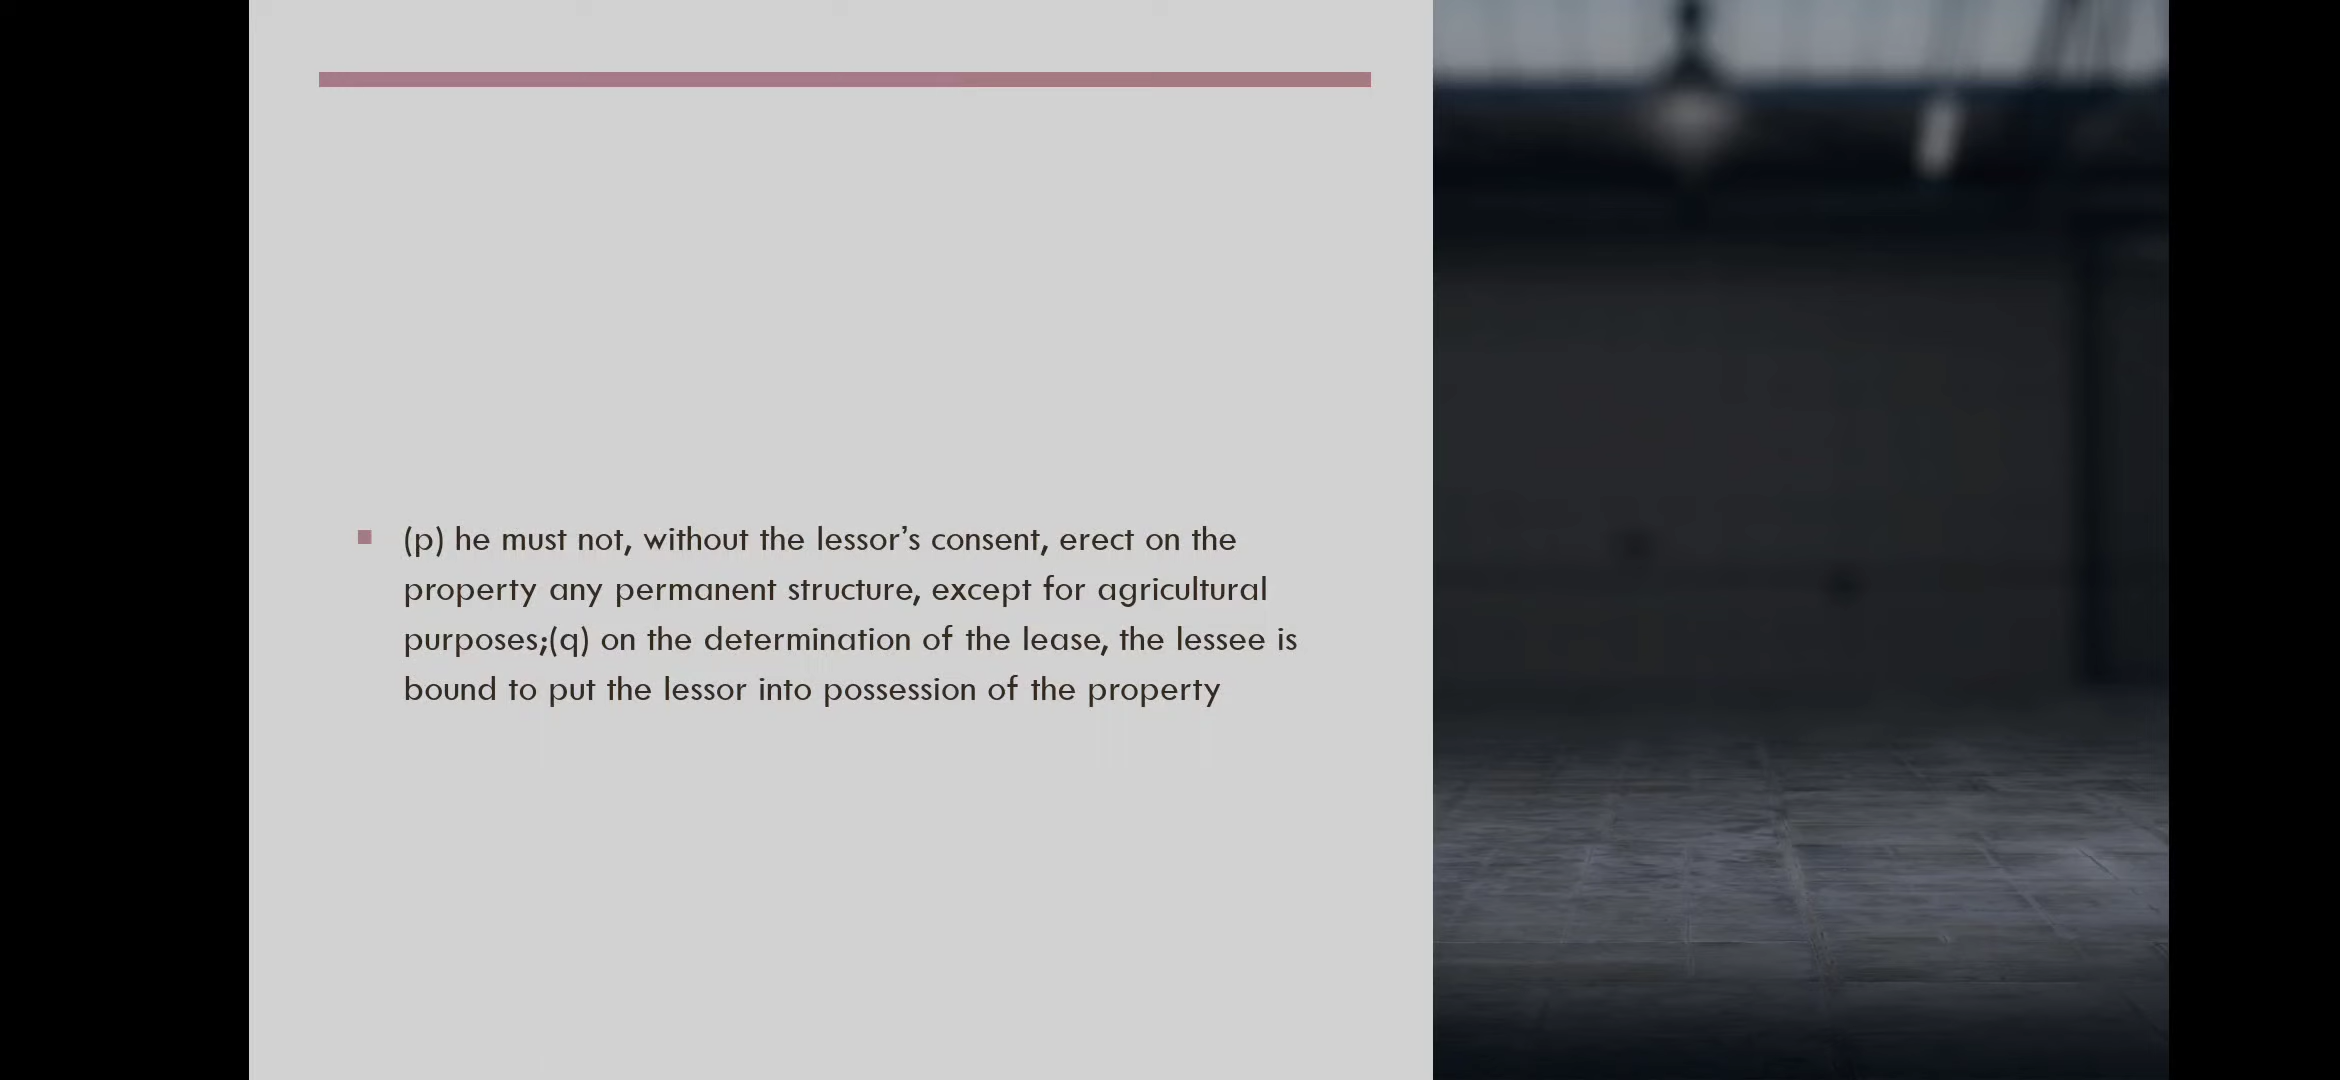 (p) he must not, without the lessor’s consent, erect on the
property any permanent structure, except for agricultural
purposes;(q) on the determination of the lease, the lessee is
bound to put the lessor into possession of the property